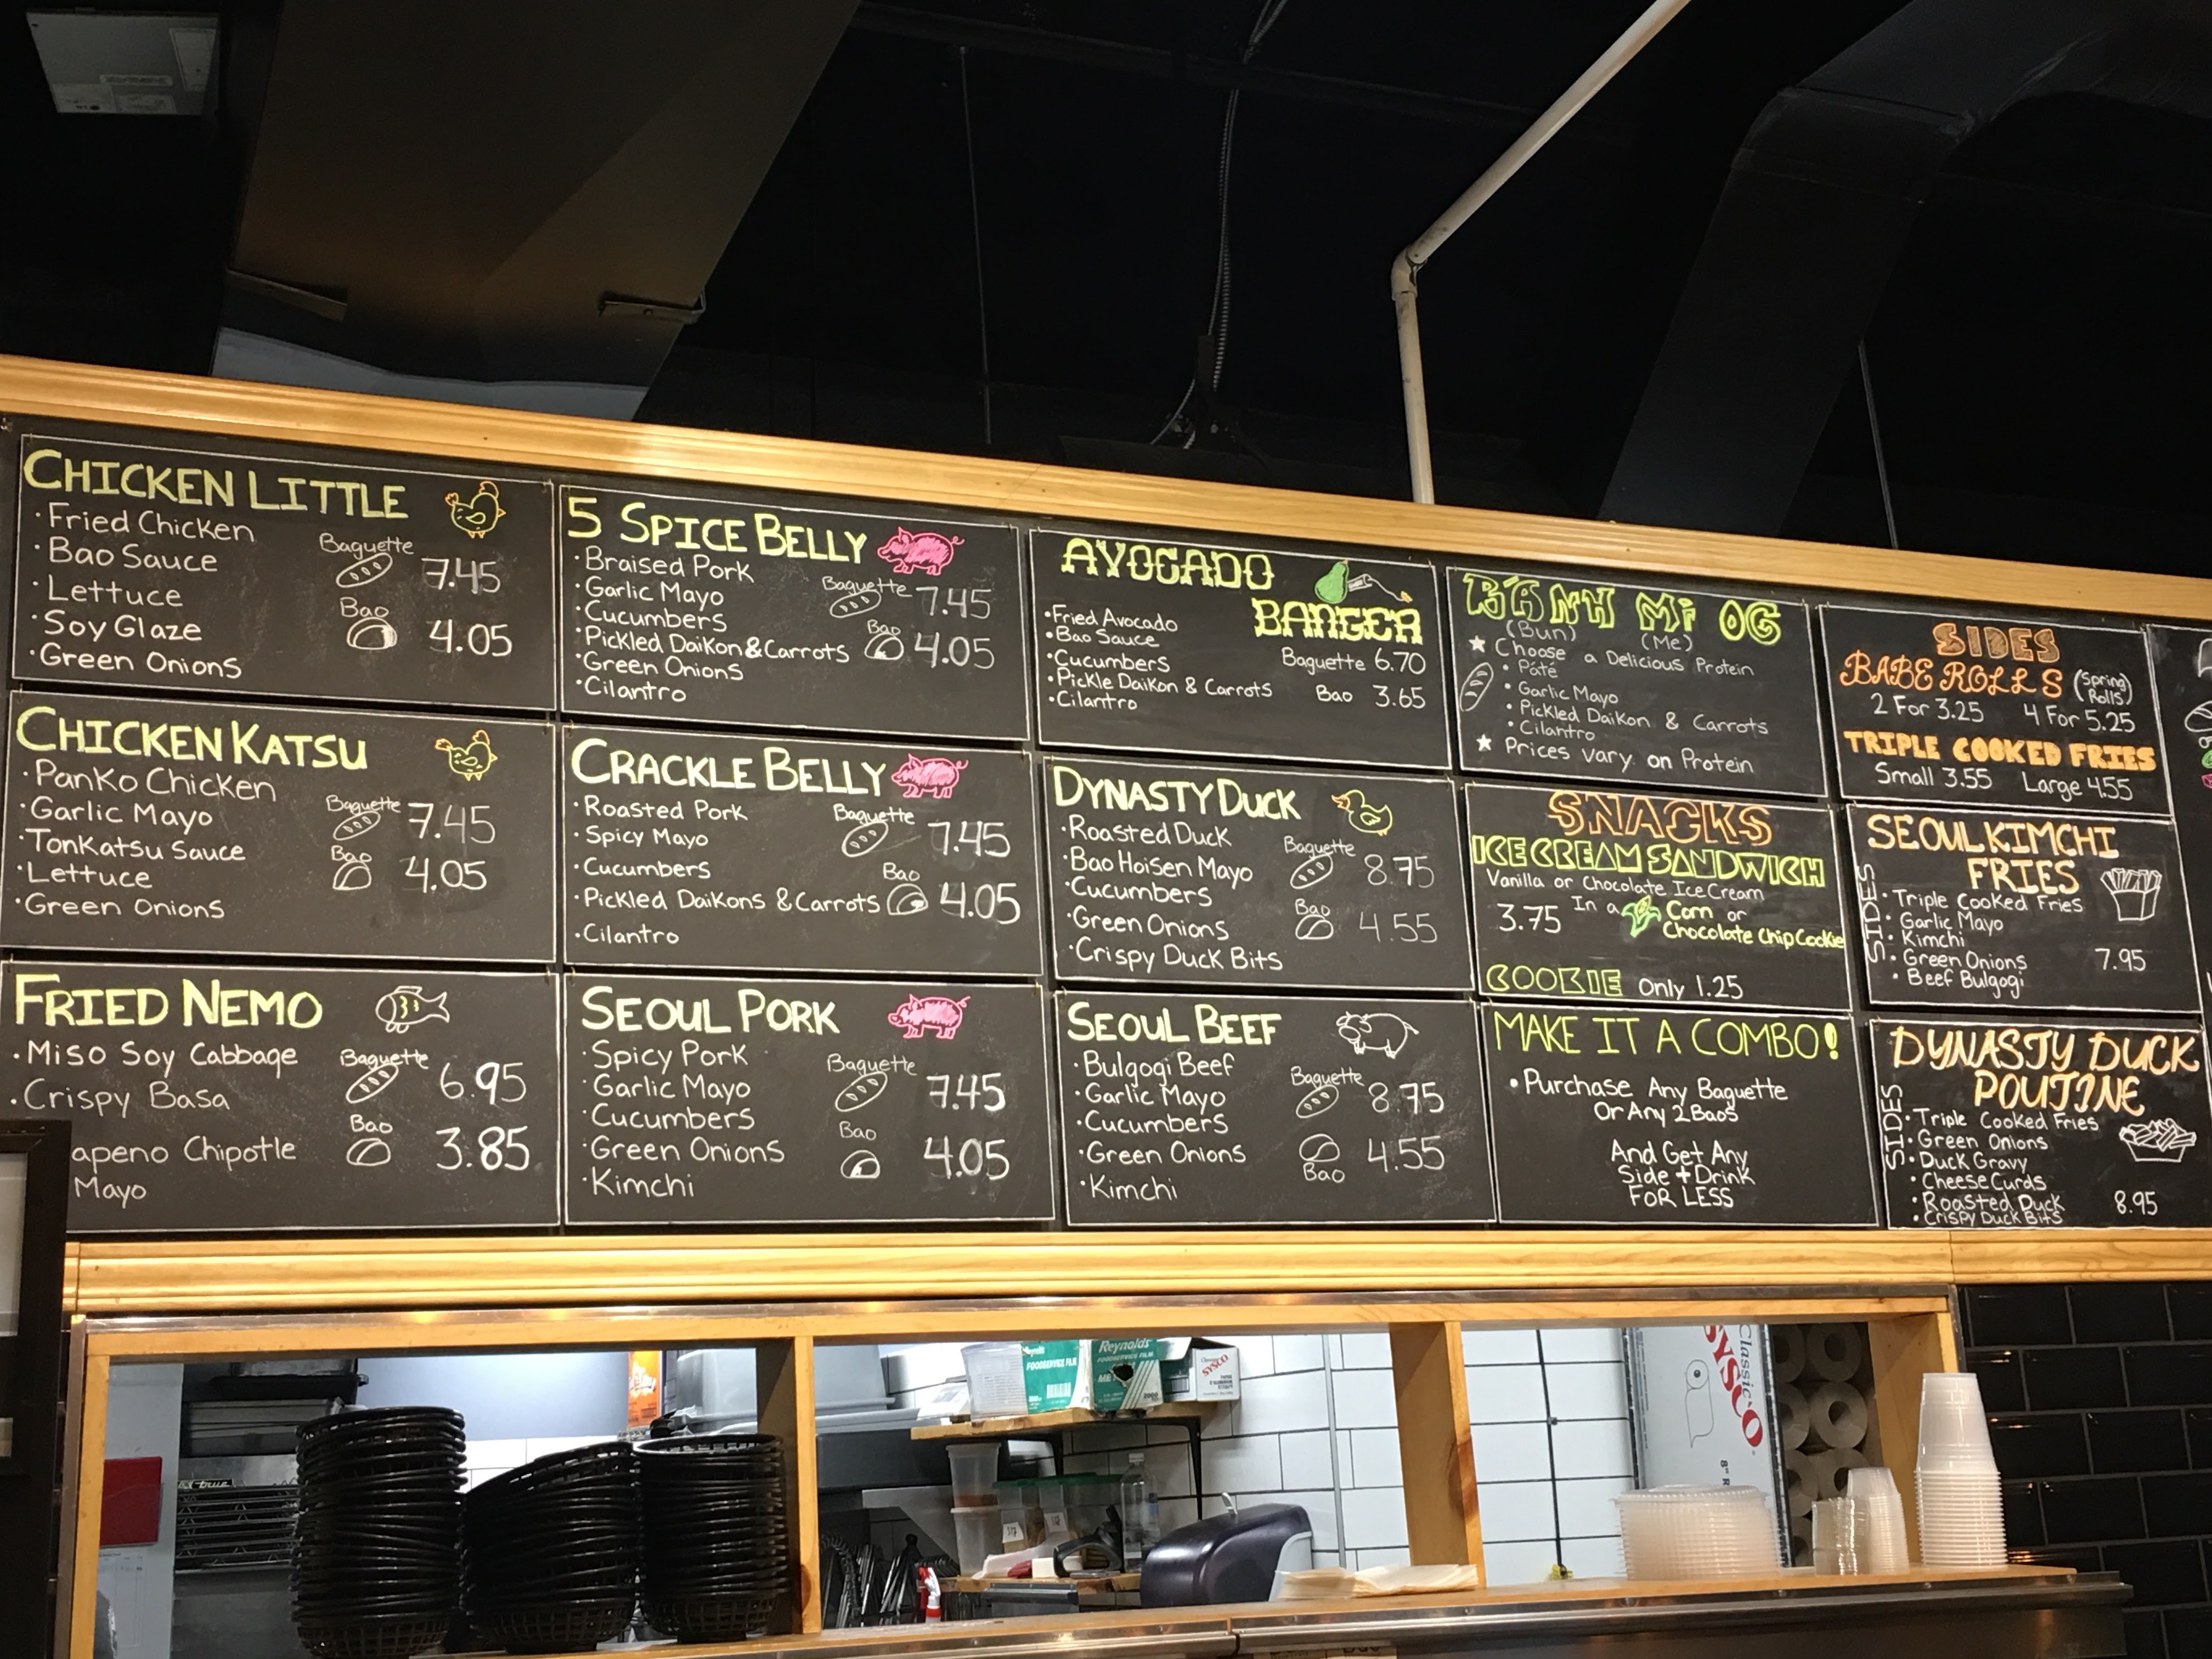 CHICKEN LITTLE
· Fried Chicken
· Bao Sauce
· Lettuce
· Soy Glaze
· Green Onions
Baguette 7.45
Bao 4.05
CHICKEN KATSU
· Panko Chicken
· Garlic Mayo
· Tonkatsu Sauce
· Lettuce
· Green Onions
Baguette 7.45
Bao 4.05
FRIED NEMO
· Miso Soy Cabbage
· Crispy Basa
apeno Chipotle
Mayo
Baguette 6.95
Bao 3.85
5 SPICE BELLY
· Braised Pork
· Garlic Mayo
· Cucumbers
· Pickled Daikon & Carrots
· Green Onions
· Cilantro
Baguette 7.45
Bao 4.05
CRACKLE BELLY
· Roasted Pork
· Spicy Mayo
· Cucumbers
· Pickled Daikons & Carrots
· Cilantro
Baguette 7.45
Bao 4.05
SEOUL PORK
· Spicy Pork
· Garlic Mayo
· Cucumbers
· Green Onions
· Kimchi
Baguette 7.45
Bao 4.05
AVOCADO
BANGER
· Fried Avocado
· Bao Sauce
· Cucumbers
· Pickle Daikon & Carrots
· Cilantro
Baguette 6.70
Bao 3.65
DYNASTY DUCK
· Roasted Duck
· Bao Hoisen Mayo
· Cucumbers
· Green Onions
· Crispy Duck Bits
Baguette 8.75
Bao 4.55
SEOUL BEEF
· Bulgogi Beef
· Garlic Mayo
· Cucumbers
· Green Onions
· Kimchi
Baguette 8.75
Bao 4.55
BÁNH MÌ OG
(Bun) (Me)
★ Choose a Delicious Protein
· Pâté
· Garlic Mayo
· Pickled Daikon & Carrots
· Cilantro
★ Prices vary on Protein
SNACKS
ICE CREAM SANDWICH
Vanilla or Chocolate Ice Cream
3.75 In a Corn or
Chocolate Chip Cookie
COOKIE Only 1.25
MAKE IT A COMBO!
· Purchase Any Baguette
Or Any 2 Baos
And Get Any
Side + Drink
FOR LESS
SIDES
BABE ROLLS (Spring Rolls)
2 For 3.25 4 For 5.25
TRIPLE COOKED FRIES
Small 3.55 Large 4.55
SEOUL KIMCHI
FRIES
SIDES
· Triple Cooked Fries
· Garlic Mayo
· Kimchi
· Green Onions
· Beef Bulgogi
7.95
DYNASTY DUCK
POUTINE
SIDES
· Triple Cooked Fries
· Green Onions
· Duck Gravy
· Cheese Curds
· Roasted Duck
· Crispy Duck Bits
8.95
Reynolds
FOODSERVICE FILM
Reynolds
FOODSERVICE FILM
SYSCO
Classic
SYSCO
true